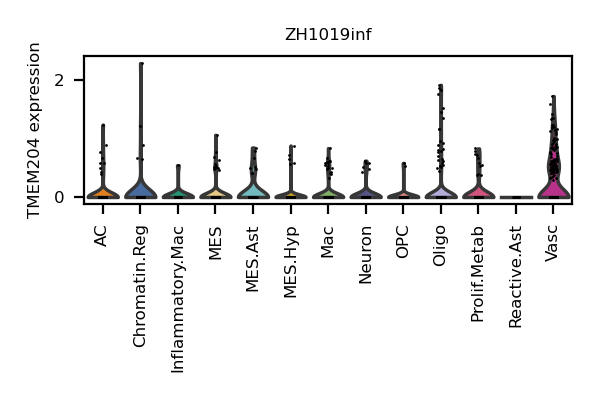 ZH1019inf
TMEM204 expression
2
0
AC
Chromatin.Reg
Inflammatory.Mac
MES
MES.Ast
MES.Hyp
Mac
Neuron
OPC
Oligo
Prolif.Metab
Reactive.Ast
Vasc